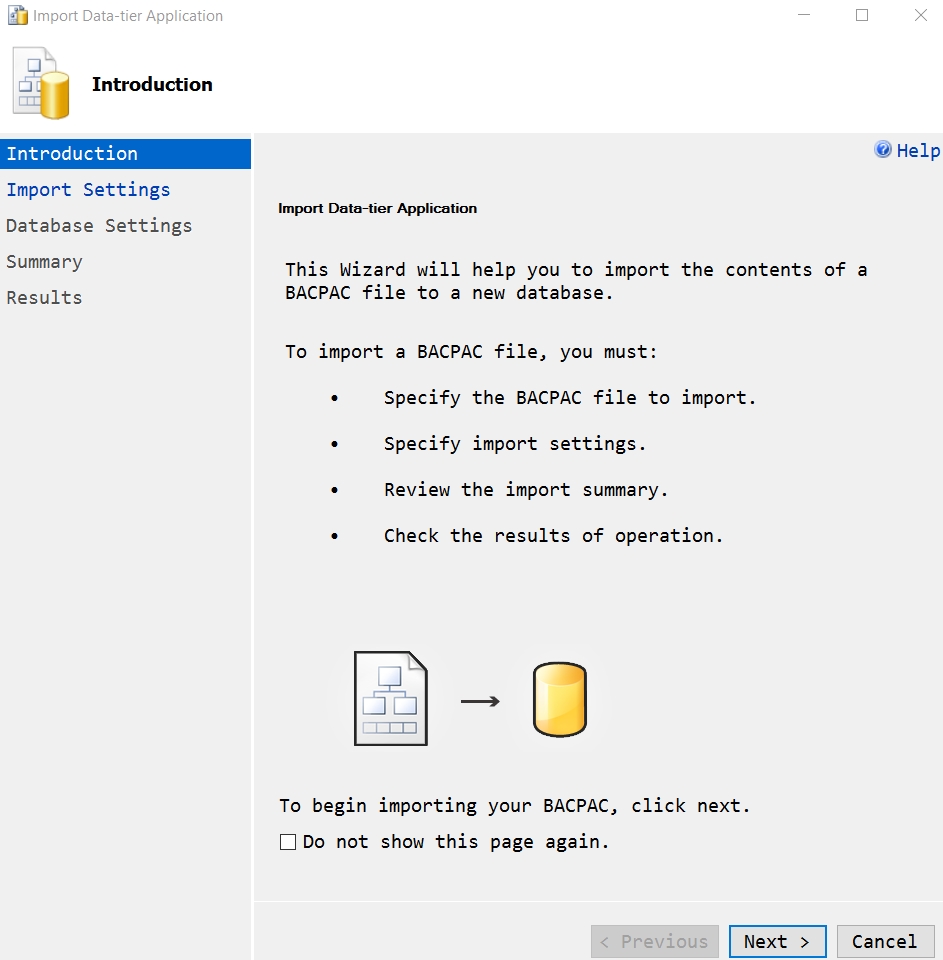 Import Data-tier Application
Introduction
Introduction
Import Settings
Database Settings
Summary
Results
Help
Import Data-tier Application
This Wizard will help you to import the contents of a
BACPAC file to a new database.
To import a BACPAC file, you must:
• Specify the BACPAC file to import.
• Specify import settings.
• Review the import summary.
• Check the results of operation.
To begin importing your BACPAC, click next.
Do not show this page again.
< Previous Next > Cancel